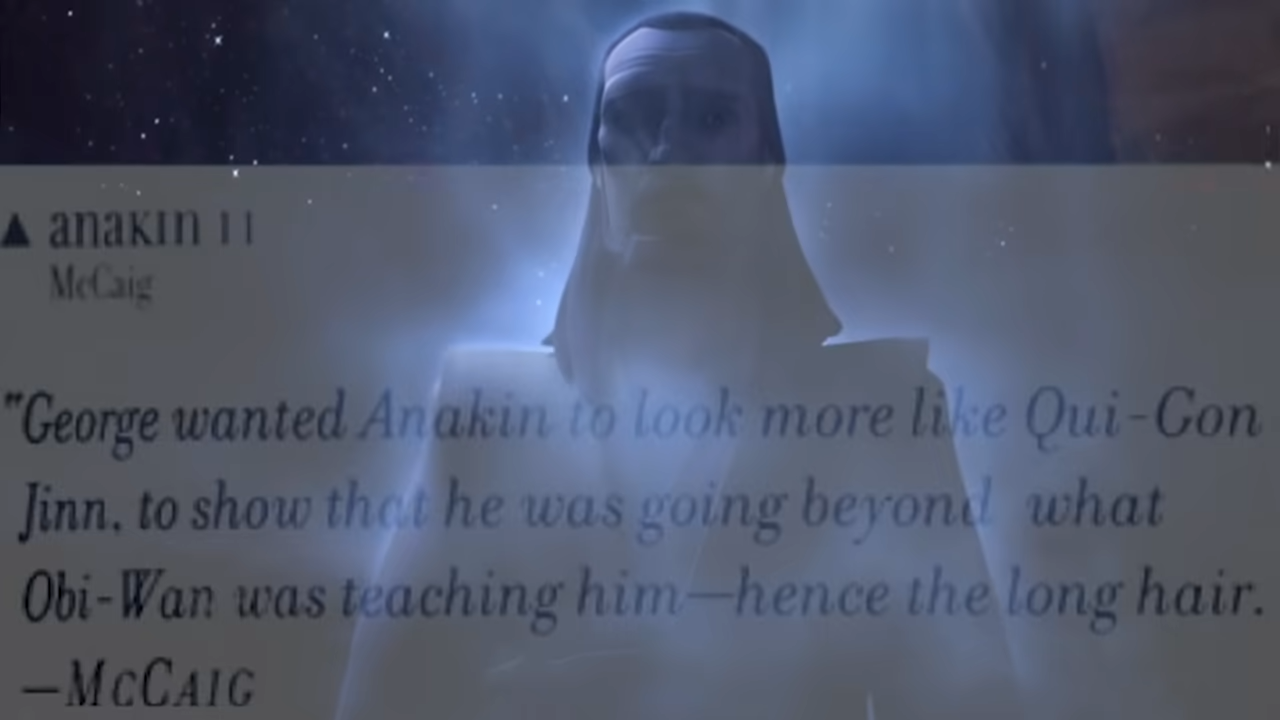 ▲ anakin 11
McCaig
"George wanted Anakin to look more like Qui-Gon
Jinn, to show that he was going beyond what
Obi-Wan was teaching him—hence the long hair.
—McCAIG